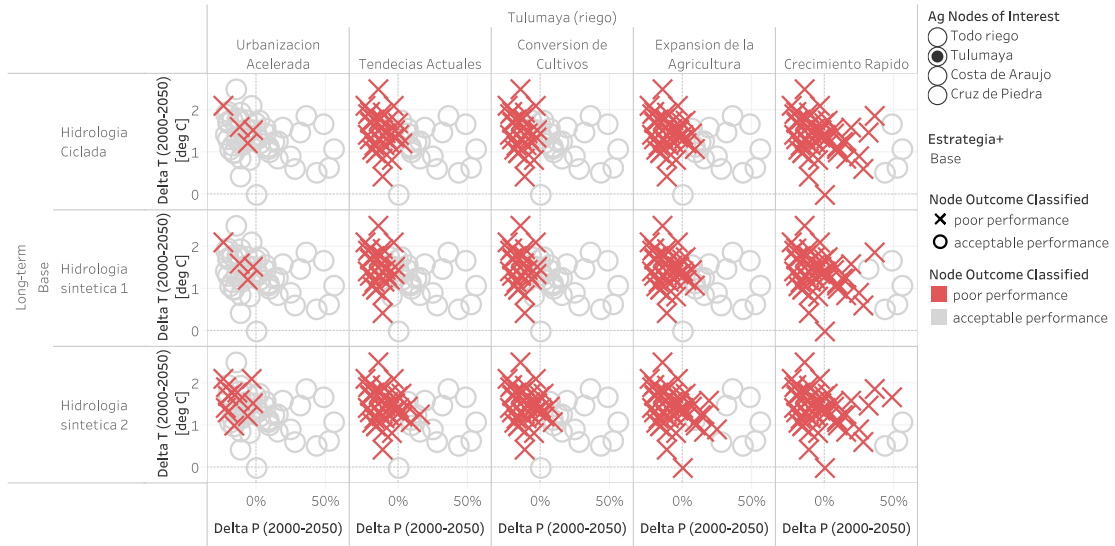 Tulumaya (riego)
Urbanizacion
Acelerada
Tendecias Actuales
Conversion de
Cultivos
Expansion de la
Agricultura
Crecimiento Rapido
Long-term
Base
Hidrologia
Ciclada
Delta T (2000-2050)
[deg C]
2
1
0
Hidrologia
sintetica 1
Delta T (2000-2050)
[deg C]
2
1
0
Hidrologia
sintetica 2
Delta T (2000-2050)
[deg C]
2
1
0
0% 50% 0% 50% 0% 50% 0% 50% 0% 50%
Delta P (2000-2050) Delta P (2000-2050) Delta P (2000-2050) Delta P (2000-2050) Delta P (2000-2050)
Ag Nodes of Interest
Todo riego
Tulumaya
Costa de Araujo
Cruz de Piedra
Estrategia+
Base
Node Outcome Classified
poor performance
acceptable performance
Node Outcome Classified
poor performance
acceptable performance